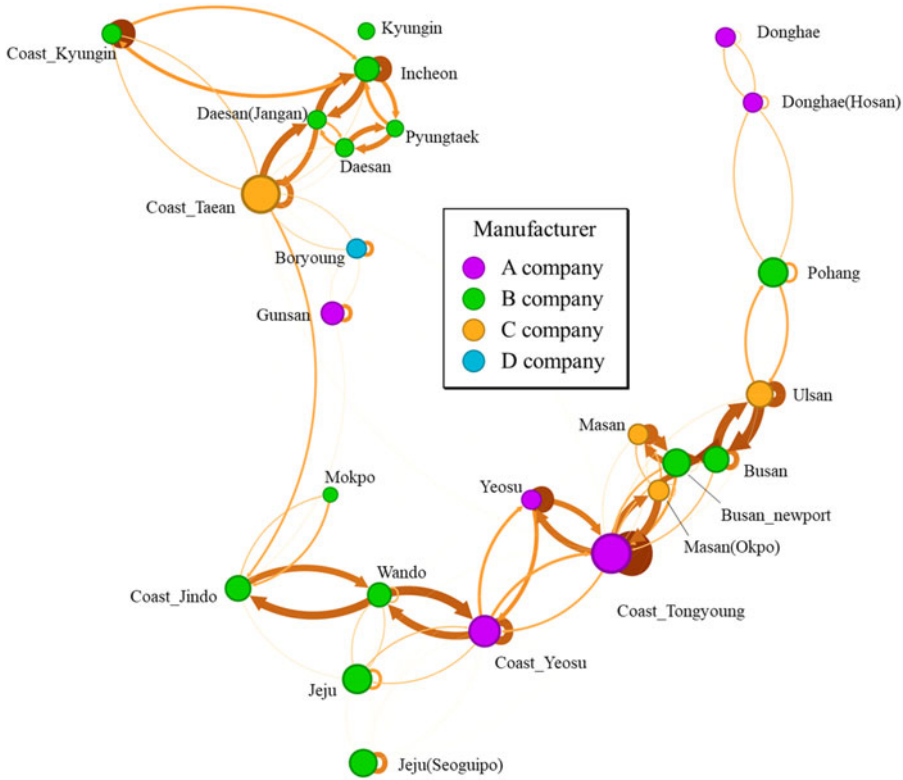 Kyungin
Donghae
Coast_Kyungin
Incheon
Donghae(Hosan)
Daesan(Jangan)
Pyungtaek
Daesan
Coast_Taean
Manufacturer
A company
B company
C company
D company
Boryoung
Pohang
Gunsan
Ulsan
Masan
Busan
Mokpo
Yeosu
Busan_newport
Masan(Okpo)
Wando
Coast_Jindo
Coast_Tongyoung
Coast_Yeosu
Jeju
Jeju(Seoguipo)